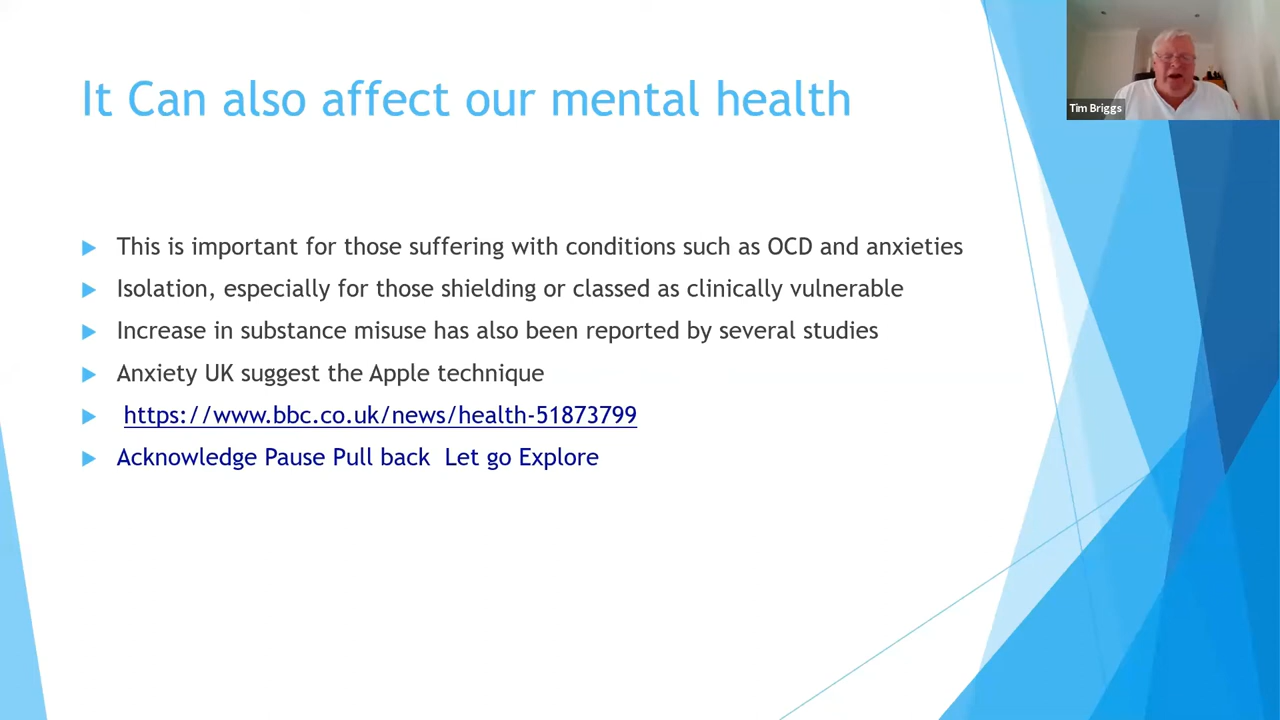 It Can also affect our mental health
Tim Briggs
This is important for those suffering with conditions such as OCD and anxieties
Isolation, especially for those shielding or classed as clinically vulnerable
Increase in substance misuse has also been reported by several studies
Anxiety UK suggest the Apple technique
https://www.bbc.co.uk/news/health-51873799
Acknowledge Pause Pull back  Let go Explore